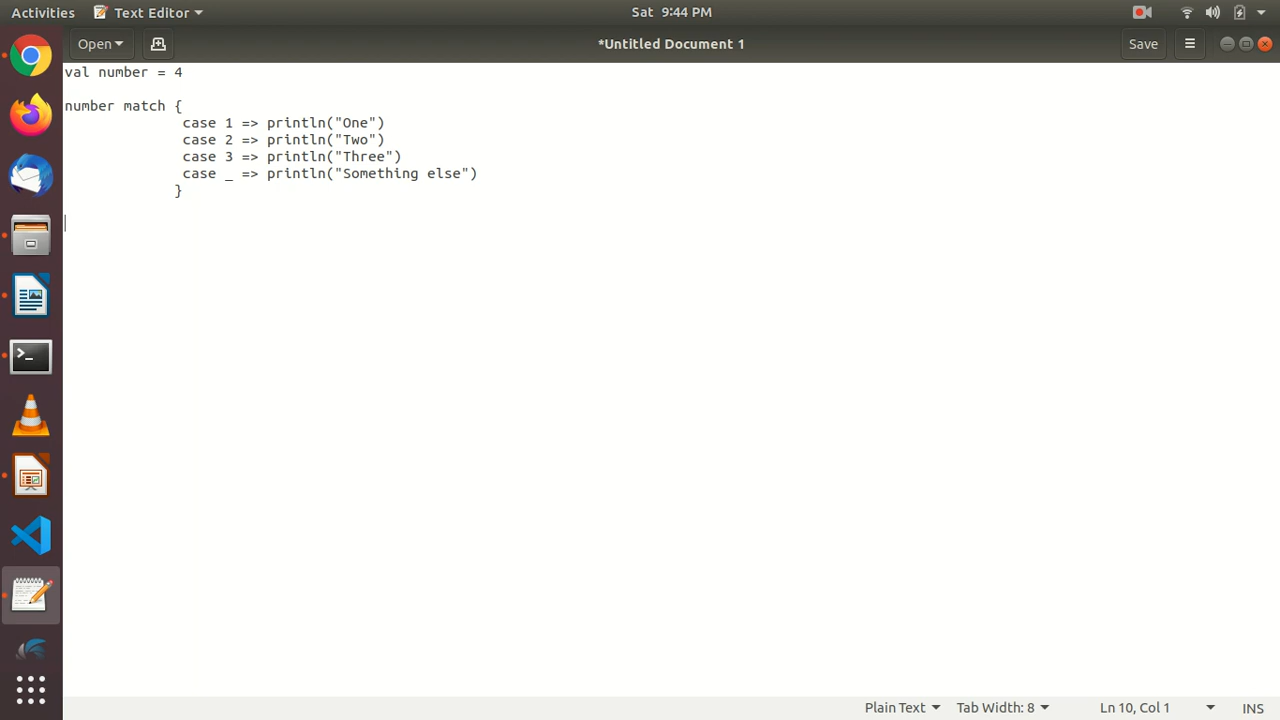 Activities Text Editor Sat 9:44 PM
Open *Untitled Document 1 Save
val number = 4
number match {
case 1 => println("One")
case 2 => println("Two")
case 3 => println("Three")
case _ => println("Something else")
}
Plain Text Tab Width: 8 Ln 10, Col 1 INS